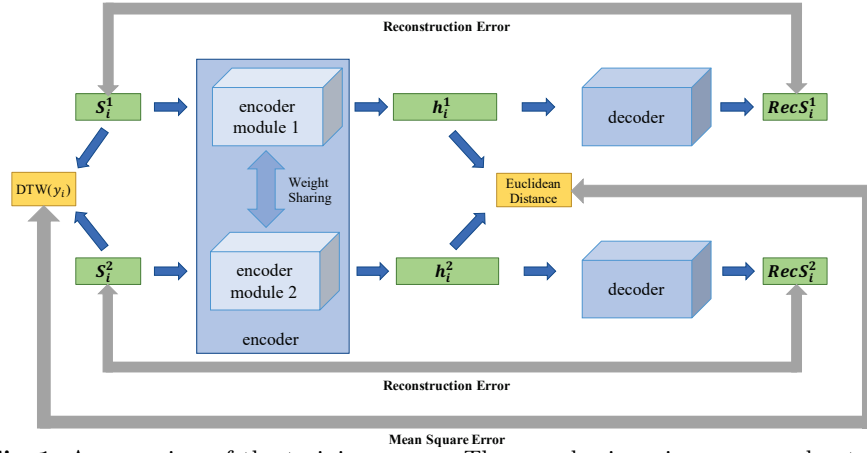 Reconstruction Error
S_i^1
encoder
module 1
h_i^1
decoder
RecS_i^1
DTW(y_i)
Weight
Sharing
Euclidean
Distance
S_i^2
encoder
module 2
h_i^2
decoder
RecS_i^2
encoder
Reconstruction Error
Mean Square Error